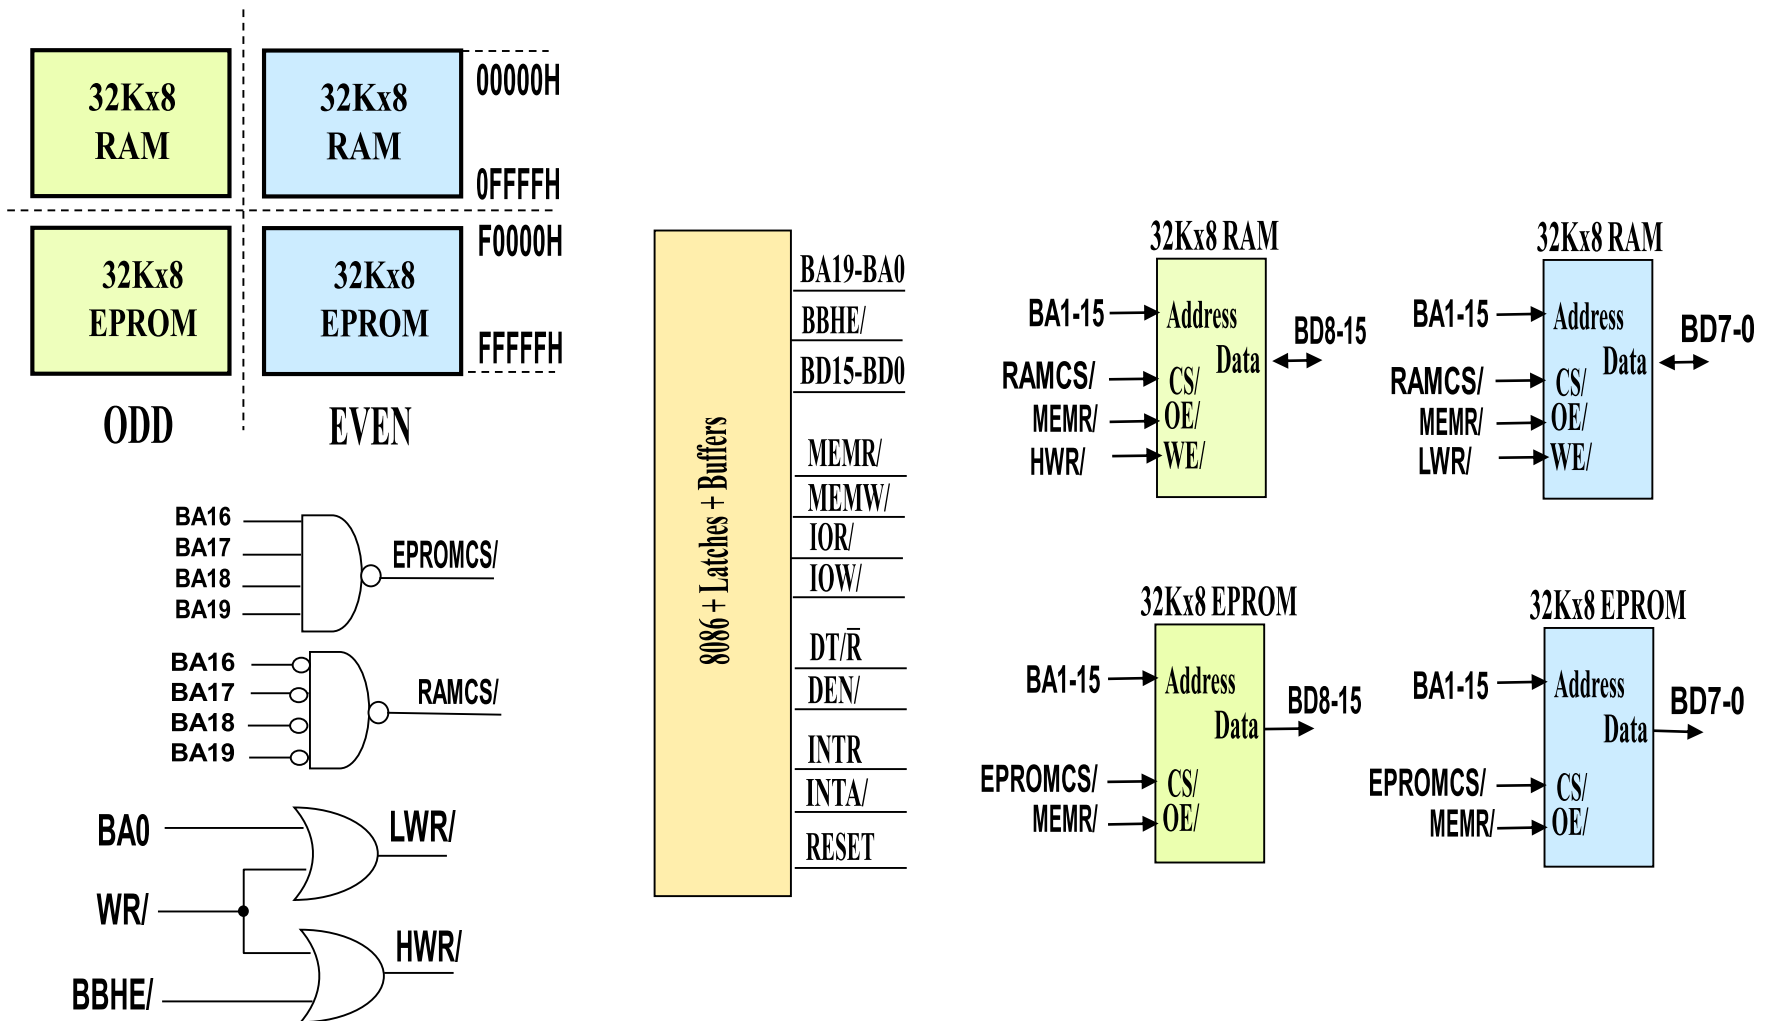 32Kx8
RAM
32Kx8
RAM
00000H
0FFFFH
32Kx8
EPROM
32Kx8
EPROM
F0000H
FFFFFH
ODD
EVEN
BA16
BA17
BA18
BA19
EPROMCS/
BA16
BA17
BA18
BA19
RAMCS/
BA0
LWR/
WR/
HWR/
BBHE/
8086 + Latches + Buffers
BA19-BA0
BBHE/
BD15-BD0
MEMR/
MEMW/
IOR/
IOW/
DT/R̅
DEN/
INTR
INTA/
RESET
32Kx8 RAM
BA1-15
Address
Data
BD8-15
RAMCS/
CS/
MEMR/
OE/
HWR/
WE/
32Kx8 RAM
BA1-15
Address
Data
BD7-0
RAMCS/
CS/
MEMR/
OE/
LWR/
WE/
32Kx8 EPROM
BA1-15
Address
Data
BD8-15
EPROMCS/
CS/
MEMR/
OE/
32Kx8 EPROM
BA1-15
Address
Data
BD7-0
EPROMCS/
CS/
MEMR/
OE/